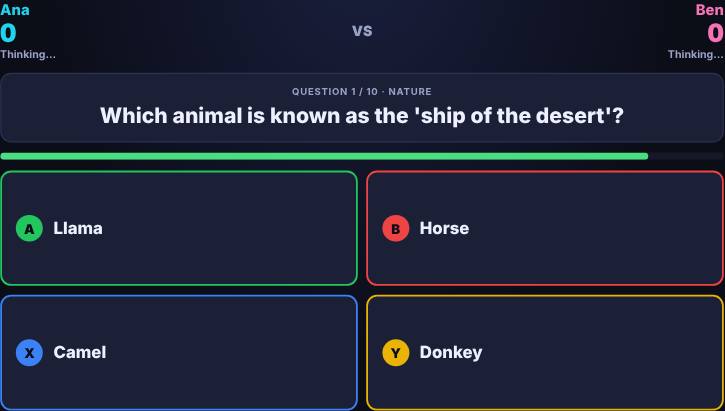 Ana
0
Thinking...
VS
Ben
0
Thinking...
QUESTION 1 / 10 · NATURE
Which animal is known as the 'ship of the desert'?
A Llama
B Horse
X Camel
Y Donkey